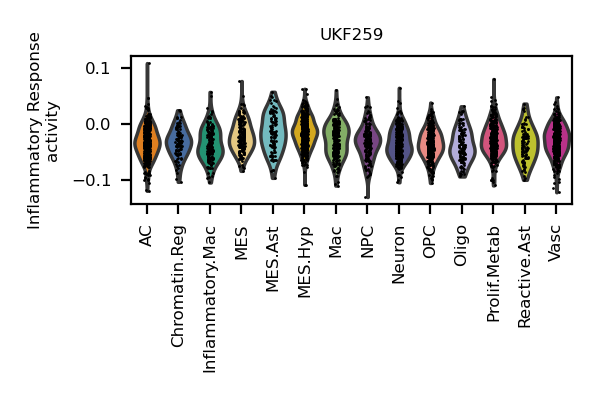 UKF259
Inflammatory Response
activity
0.1
0.0
−0.1
AC
Chromatin.Reg
Inflammatory.Mac
MES
MES.Ast
MES.Hyp
Mac
NPC
Neuron
OPC
Oligo
Prolif.Metab
Reactive.Ast
Vasc